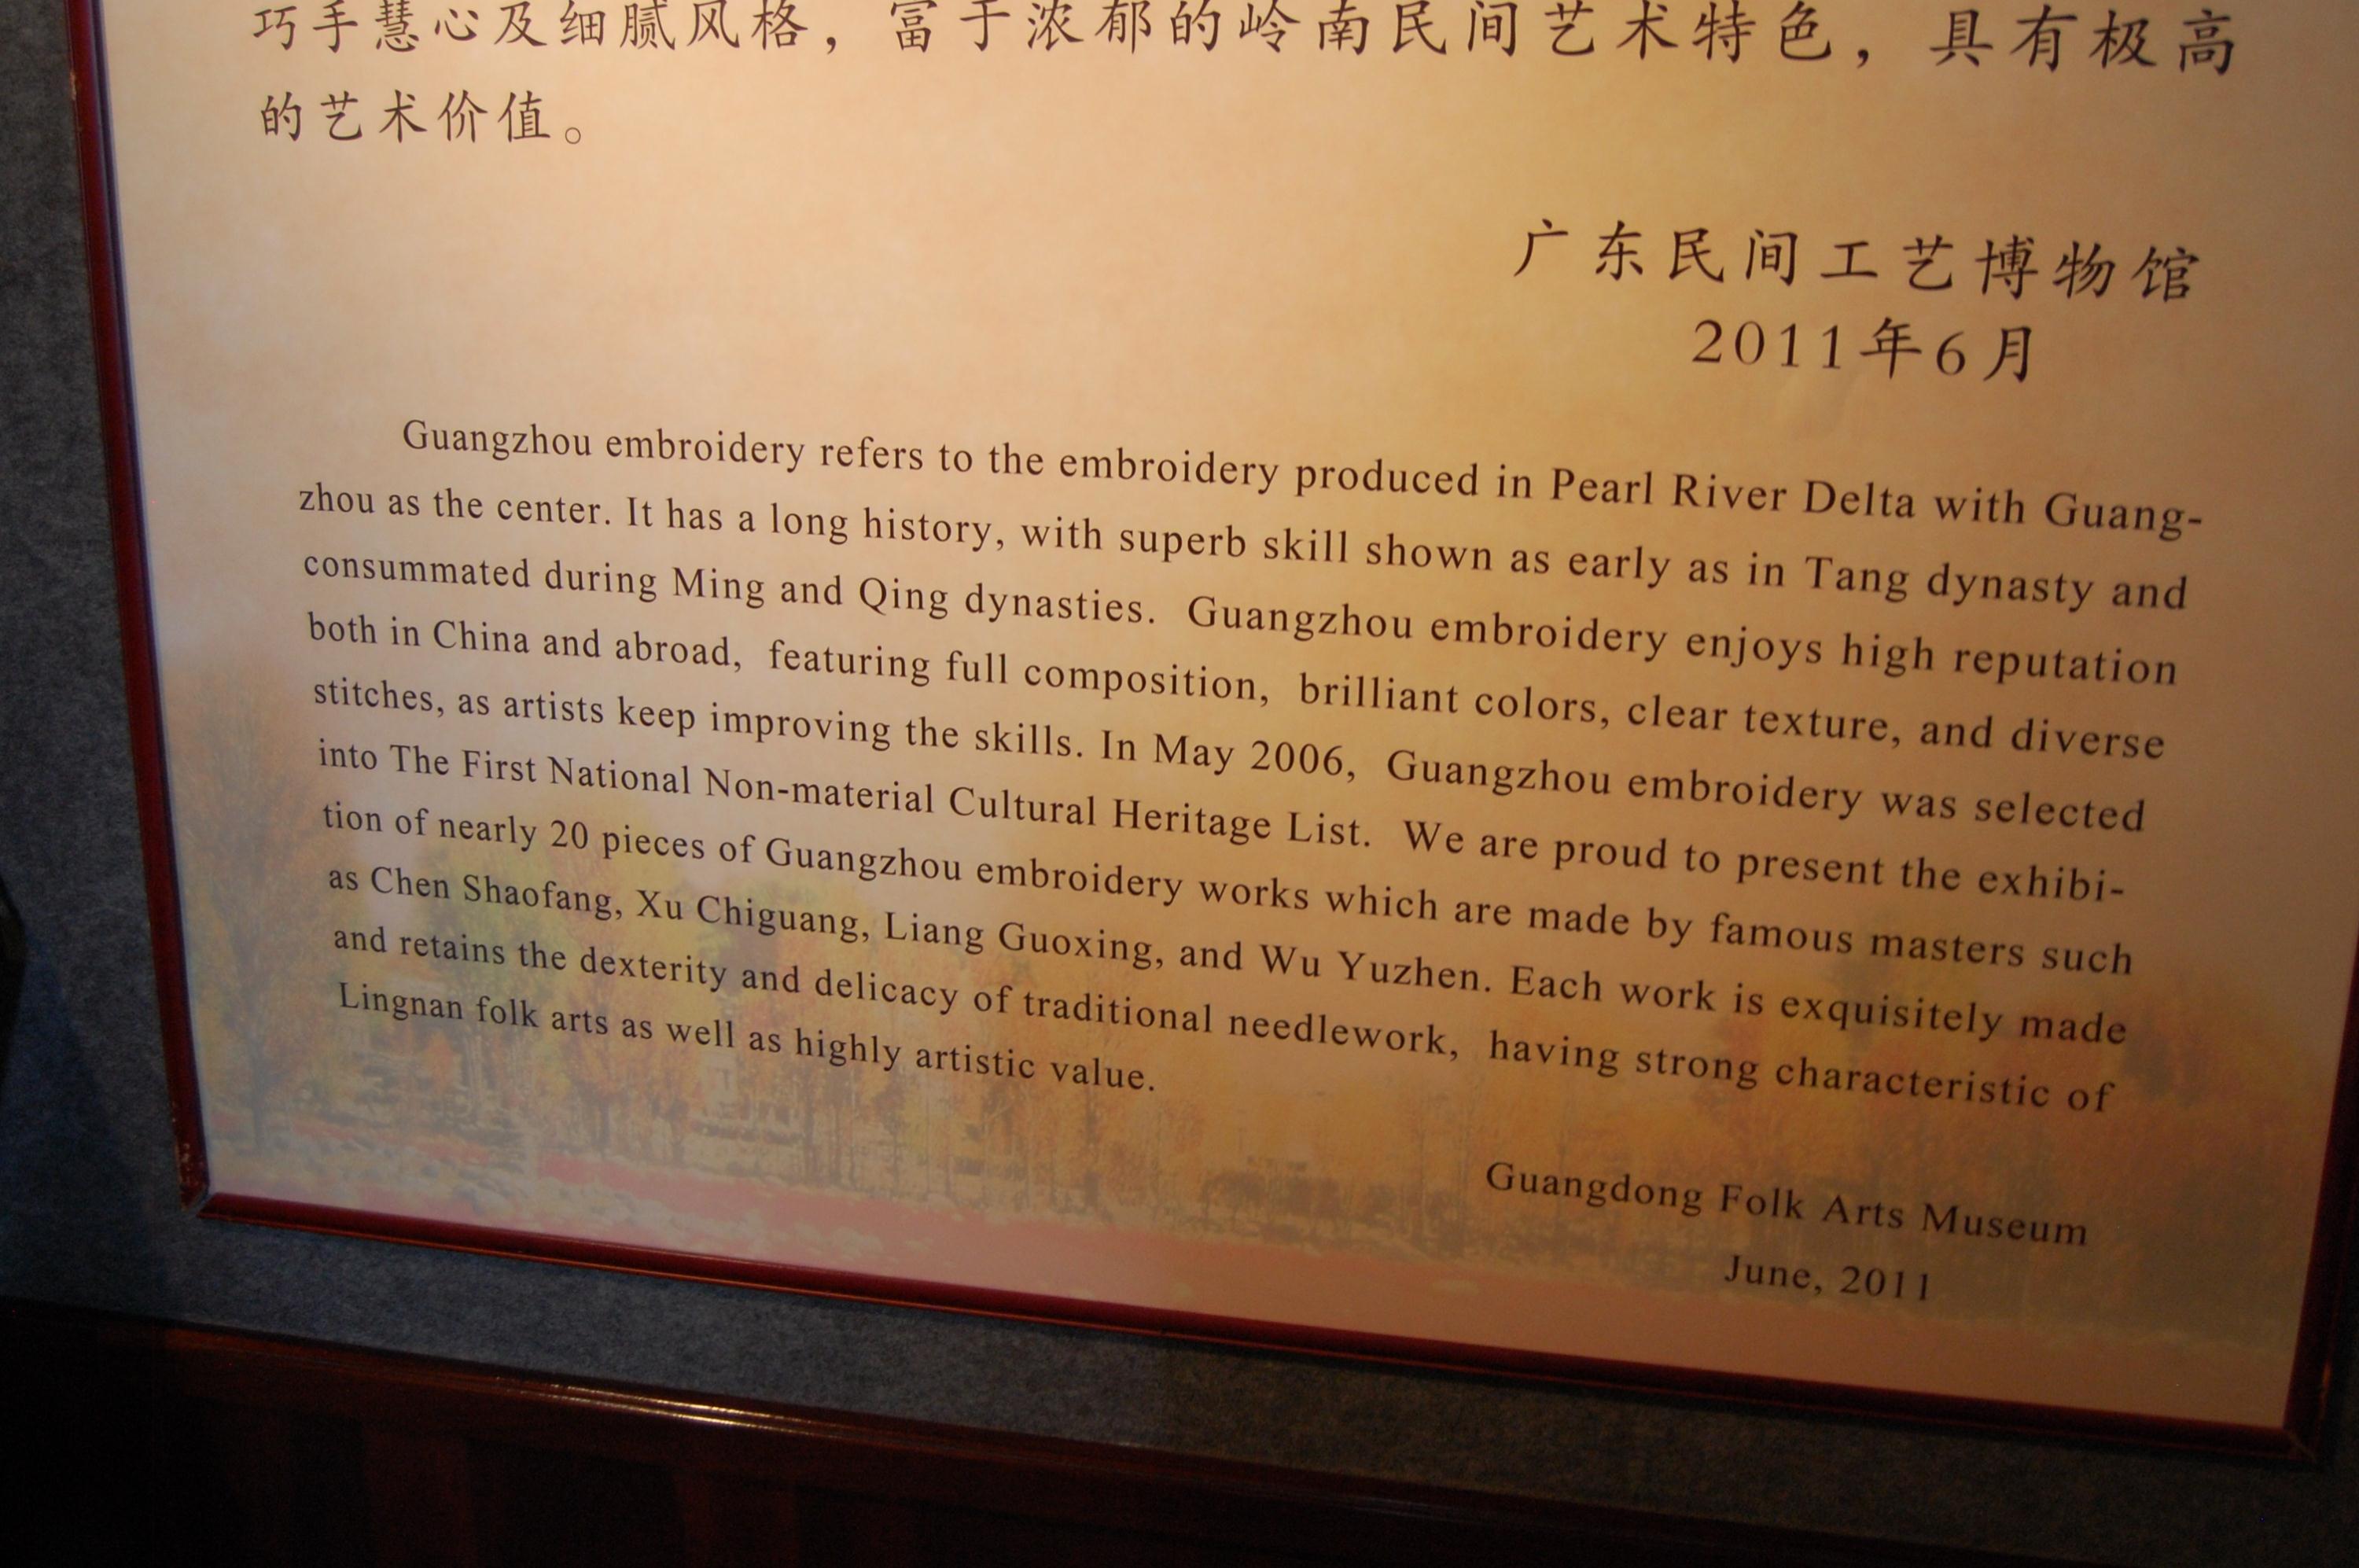 巧手慧心及细腻风格，富于浓郁的岭南民间艺术特色，具有极高
的艺术价值。
广东民间工艺博物馆
2011年6月
Guangzhou embroidery refers to the embroidery produced in Pearl River Delta with Guang-
zhou as the center. It has a long history, with superb skill shown as early as in Tang dynasty and
consummated during Ming and Qing dynasties. Guangzhou embroidery enjoys high reputation
both in China and abroad, featuring full composition, brilliant colors, clear texture, and diverse
stitches, as artists keep improving the skills. In May 2006, Guangzhou embroidery was selected
into The First National Non-material Cultural Heritage List. We are proud to present the exhibi-
tion of nearly 20 pieces of Guangzhou embroidery works which are made by famous masters such
as Chen Shaofang, Xu Chiguang, Liang Guoxing, and Wu Yuzhen. Each work is exquisitely made
and retains the dexterity and delicacy of traditional needlework, having strong characteristic of
Lingnan folk arts as well as highly artistic value.
Guangdong Folk Arts Museum
June, 2011